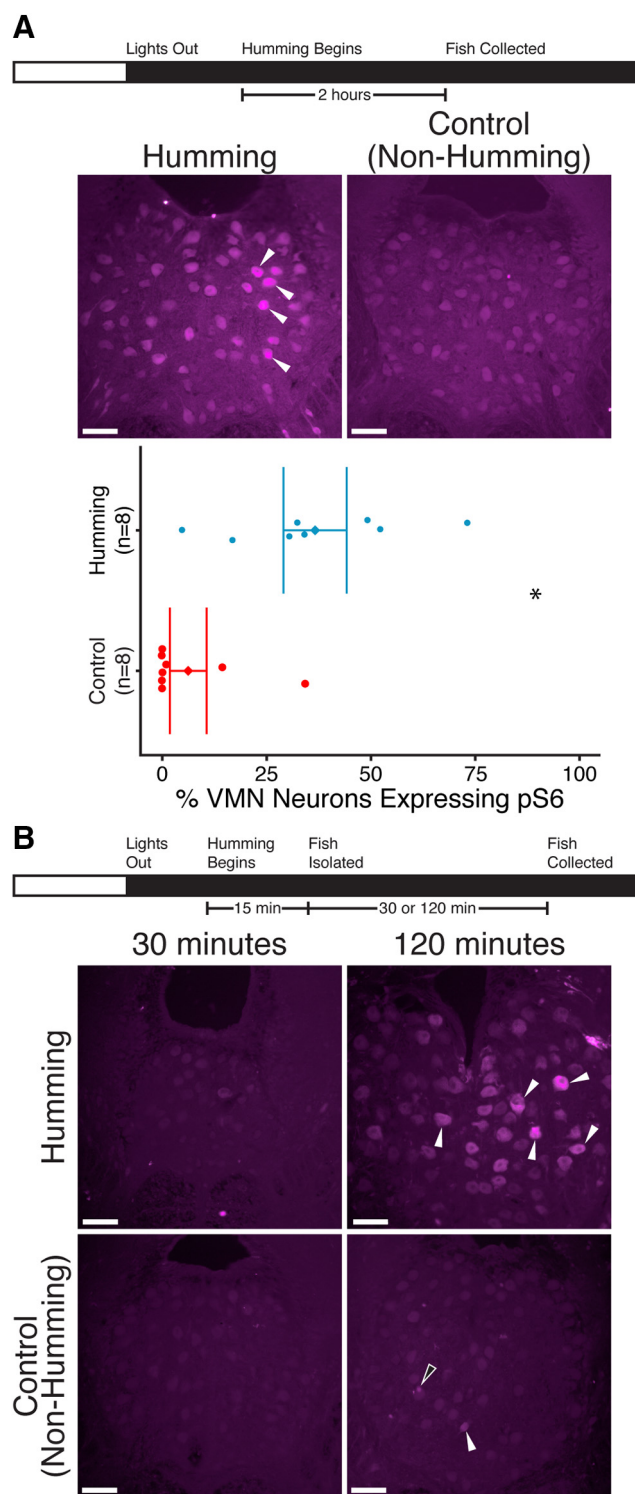 A
Lights Out Humming Begins Fish Collected
2 hours
Humming
Control
(Non-Humming)
Humming
(n=8)
*
Control
(n=8)
0 25 50 75 100
% VMN Neurons Expressing pS6
B
Lights
Out
Humming
Begins
Fish
Isolated
Fish
Collected
15 min
30 or 120 min
30 minutes
120 minutes
Humming
Control
(Non-Humming)